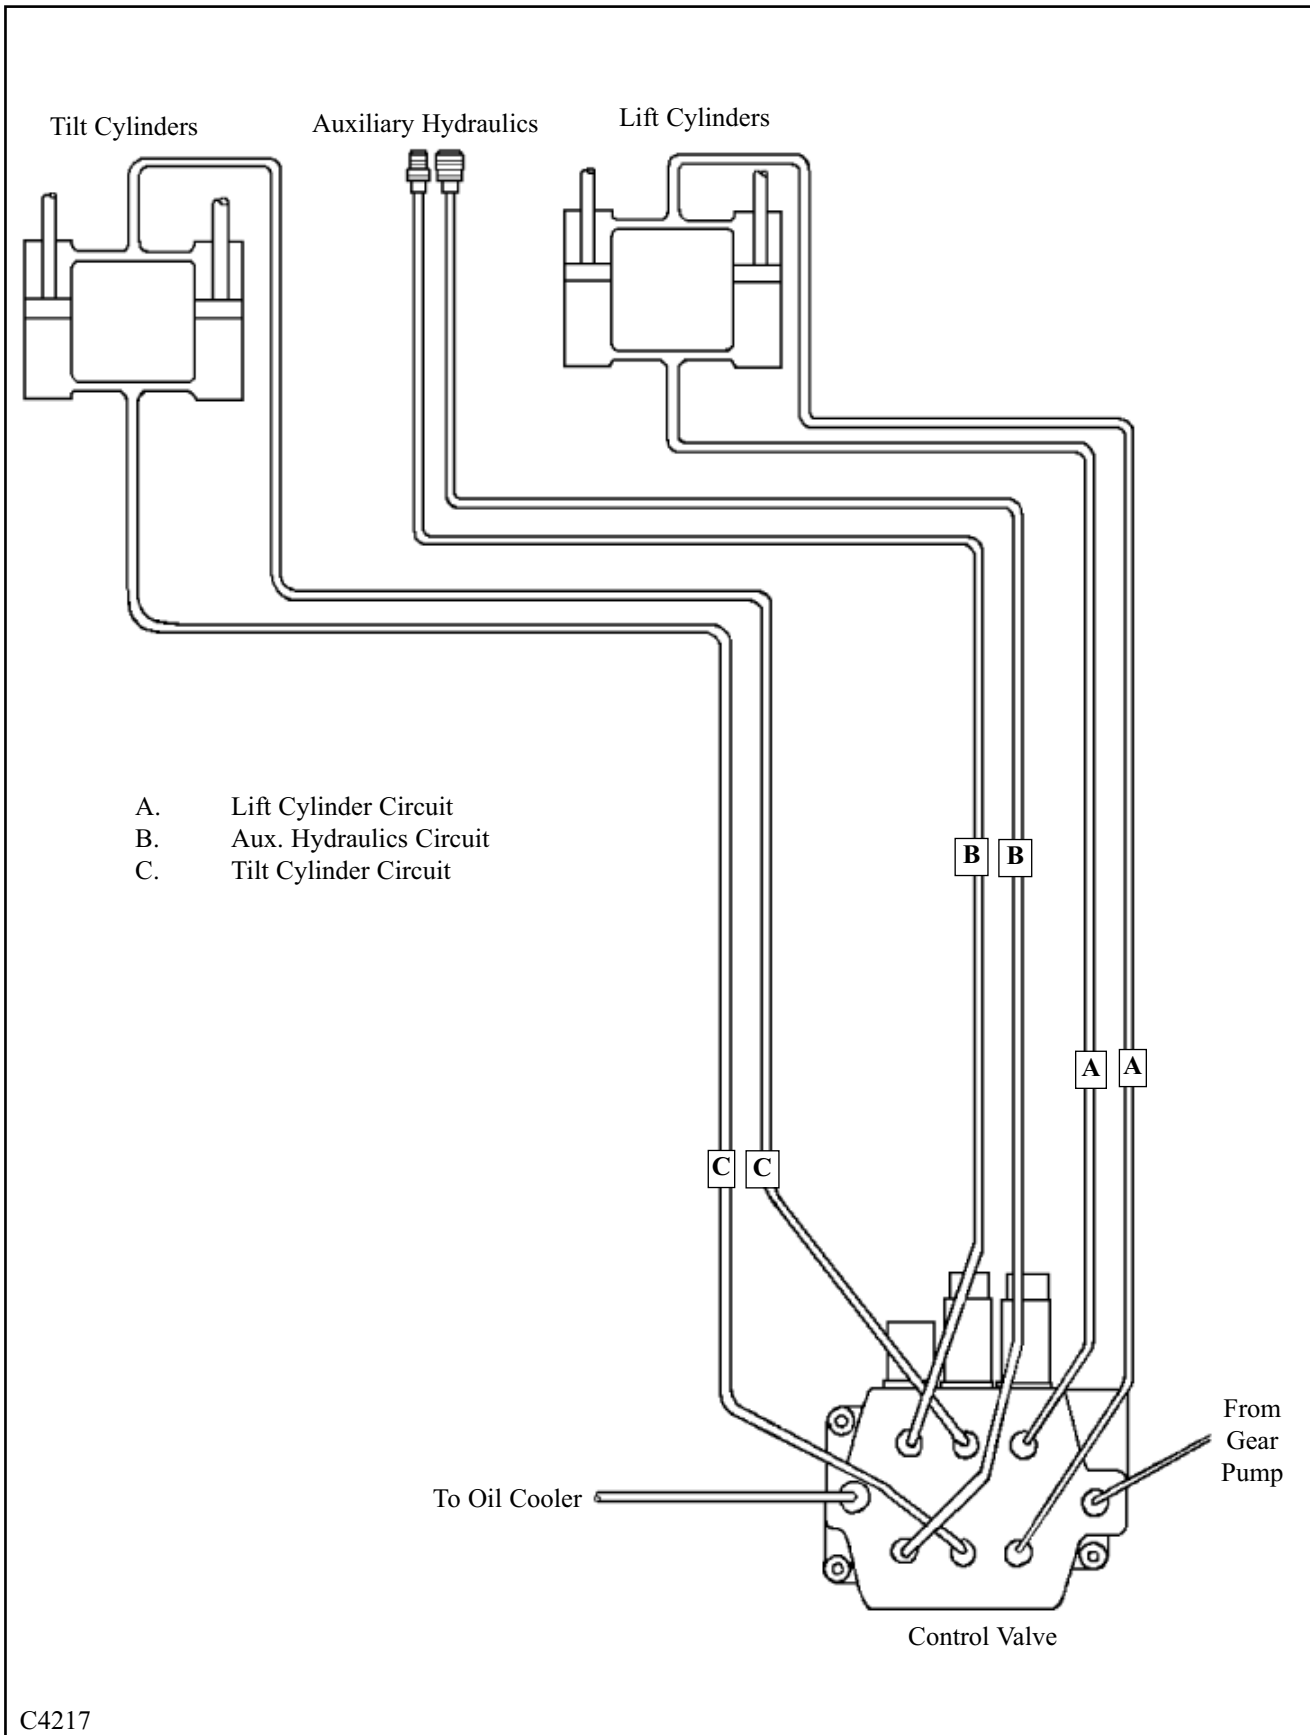 Tilt Cylinders
Auxiliary Hydraulics
Lift Cylinders
A. Lift Cylinder Circuit
B. Aux. Hydraulics Circuit
C. Tilt Cylinder Circuit
B B
A A
C C
From
Gear
Pump
To Oil Cooler
Control Valve
C4217